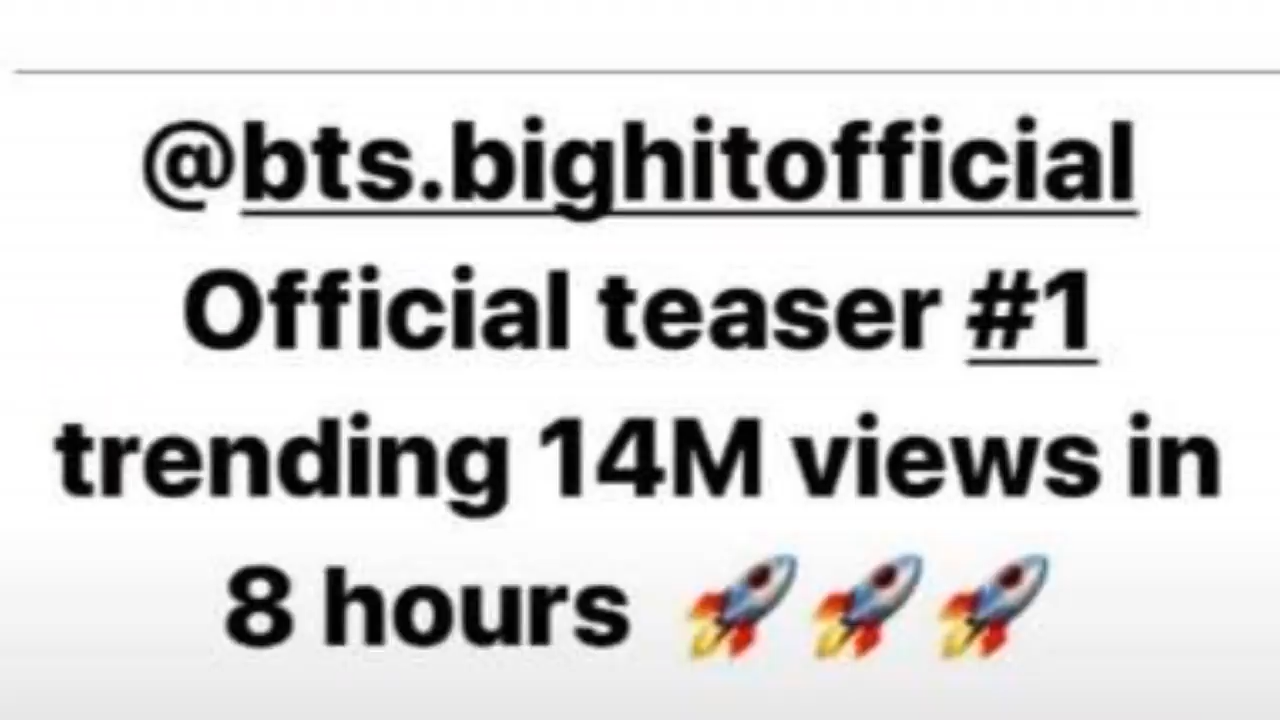 @bts.bighitofficial
Official teaser #1
trending 14M views in
8 hours 🚀🚀🚀